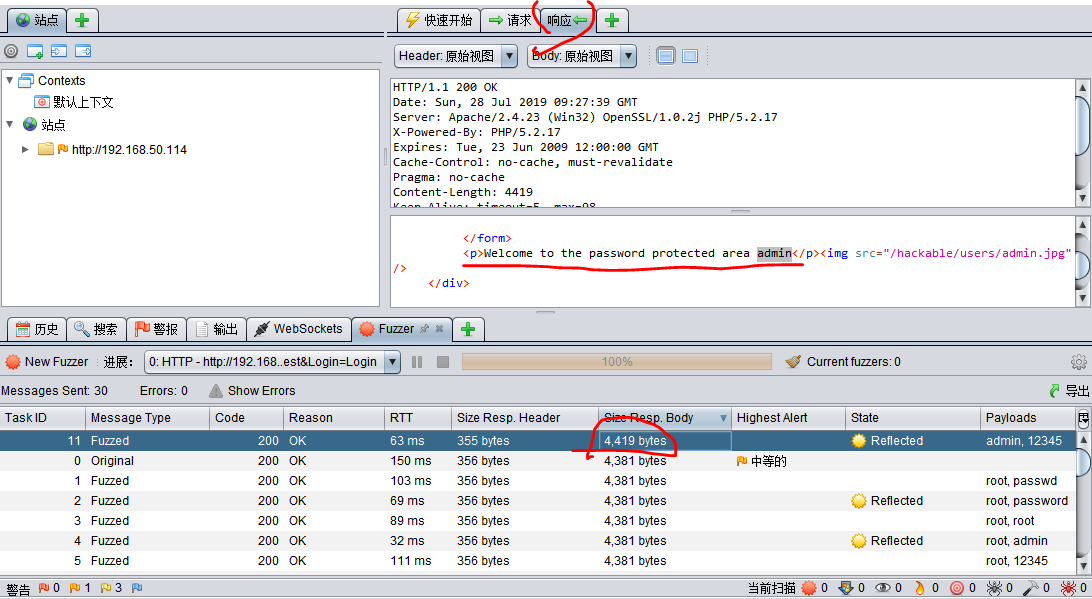 站点
快速开始 请求 响应
Header: 原始视图 Body: 原始视图
Contexts
默认上下文
站点
http://192.168.50.114
HTTP/1.1 200 OK
Date: Sun, 28 Jul 2019 09:27:39 GMT
Server: Apache/2.4.23 (Win32) OpenSSL/1.0.2j PHP/5.2.17
X-Powered-By: PHP/5.2.17
Expires: Tue, 23 Jun 2009 12:00:00 GMT
Cache-Control: no-cache, must-revalidate
Pragma: no-cache
Content-Length: 4419
Keep-Alive: timeout=5, max=98
</form>
<p>Welcome to the password protected area admin</p><img src="/hackable/users/admin.jpg"
/>
</div>
历史 搜索 警报 输出 WebSockets Fuzzer
New Fuzzer 进展: 0: HTTP - http://192.168..est&Login=Login 100% Current fuzzers: 0
Messages Sent: 30 Errors: 0 Show Errors 导出
Task ID Message Type Code Reason RTT Size Resp. Header Size Resp. Body Highest Alert State Payloads
11 Fuzzed 200 OK 63 ms 355 bytes 4,419 bytes Reflected admin, 12345
0 Original 200 OK 150 ms 356 bytes 4,381 bytes 中等的
1 Fuzzed 200 OK 103 ms 356 bytes 4,381 bytes root, passwd
2 Fuzzed 200 OK 69 ms 356 bytes 4,381 bytes Reflected root, password
3 Fuzzed 200 OK 89 ms 356 bytes 4,381 bytes root, root
4 Fuzzed 200 OK 32 ms 356 bytes 4,381 bytes Reflected root, admin
5 Fuzzed 200 OK 111 ms 356 bytes 4,381 bytes root, 12345
警告 0 1 3 当前扫描 0 0 0 0 0 0 0 0